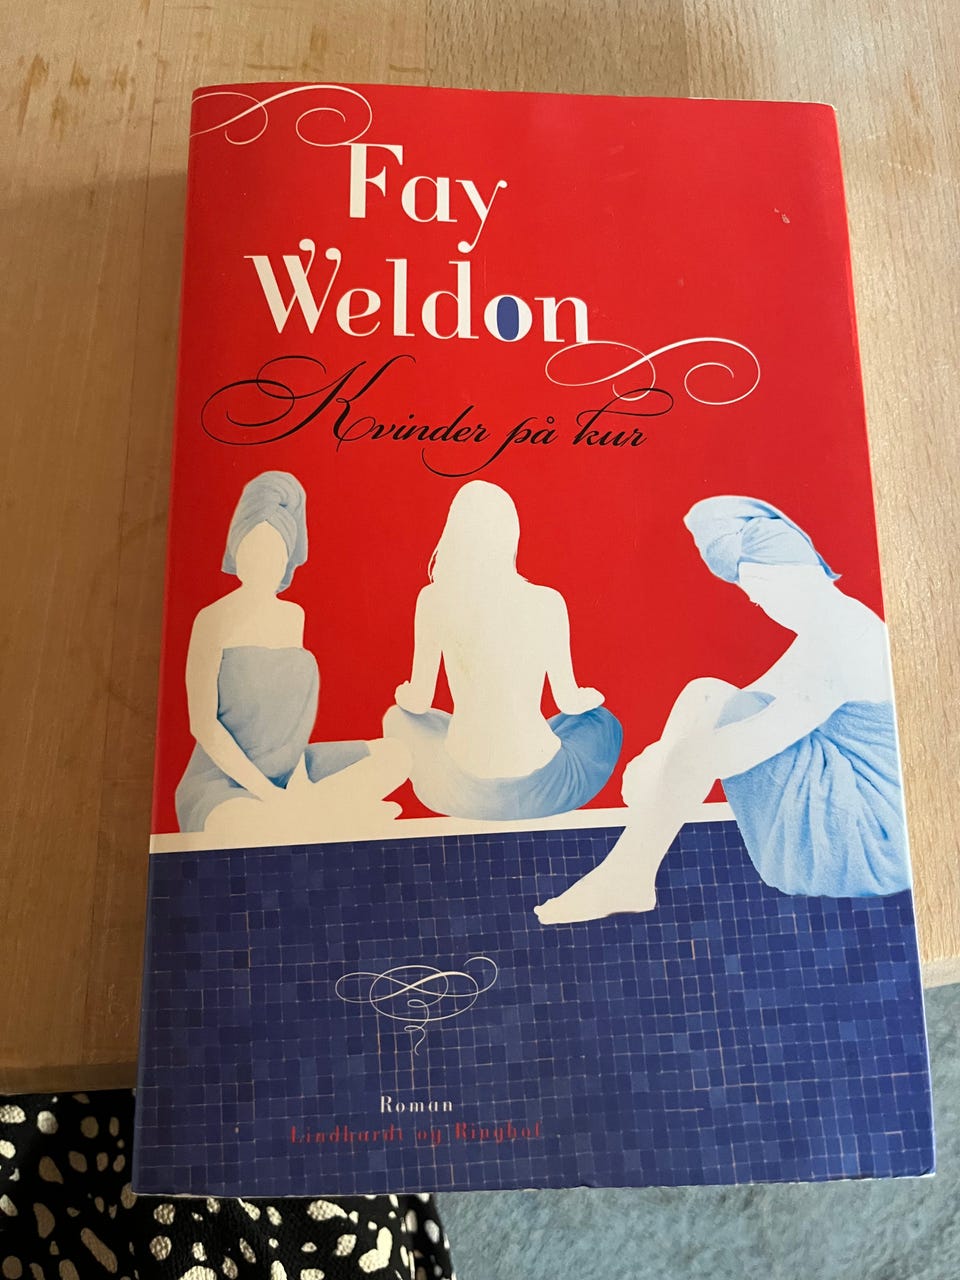 Fay
Weldon
Kvinder på kur
Roman
Lindhardt og Ringhof